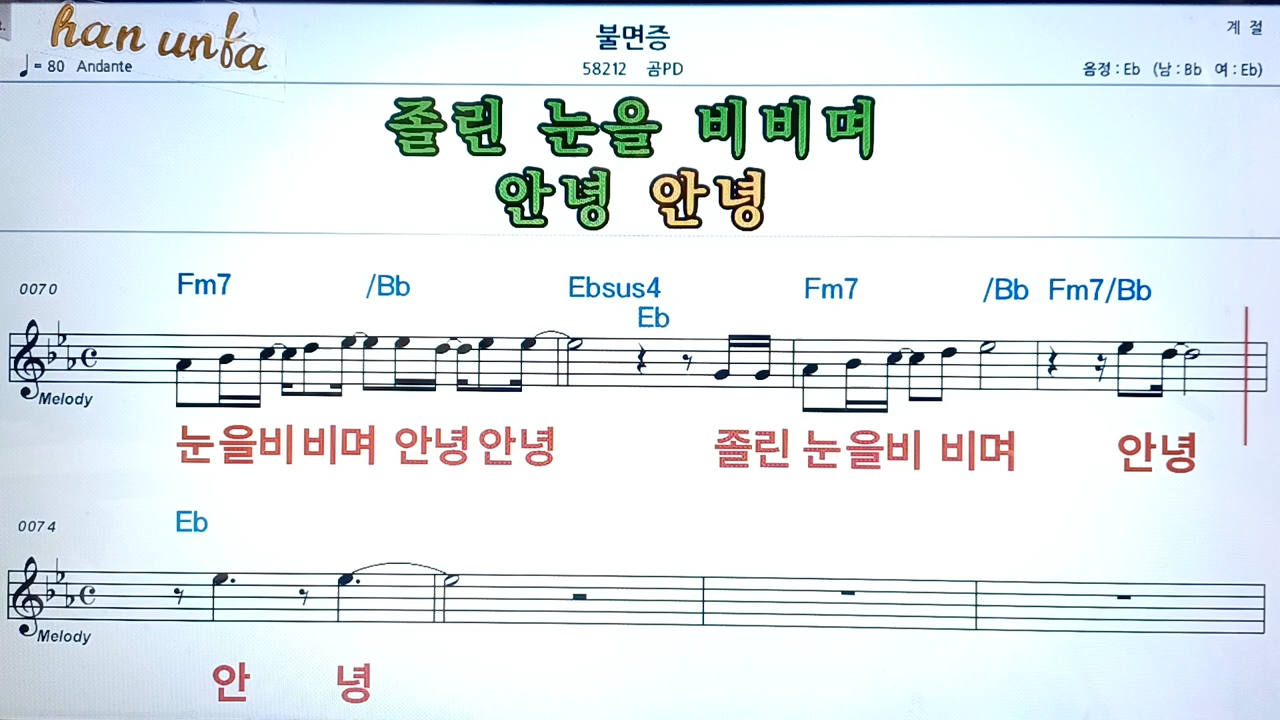 han unfa
불면증
계 절
♩= 80 Andante
58212 곰PD
음정 : Eb (남 : Bb 여 : Eb)
졸린 눈을 비비며
안녕 안녕
0070
Fm7 /Bb Ebsus4 Eb Fm7 /Bb Fm7/Bb
Melody
눈을비비며 안녕안녕 졸린 눈을비 비며 안녕
0074
Eb
Melody
안 녕